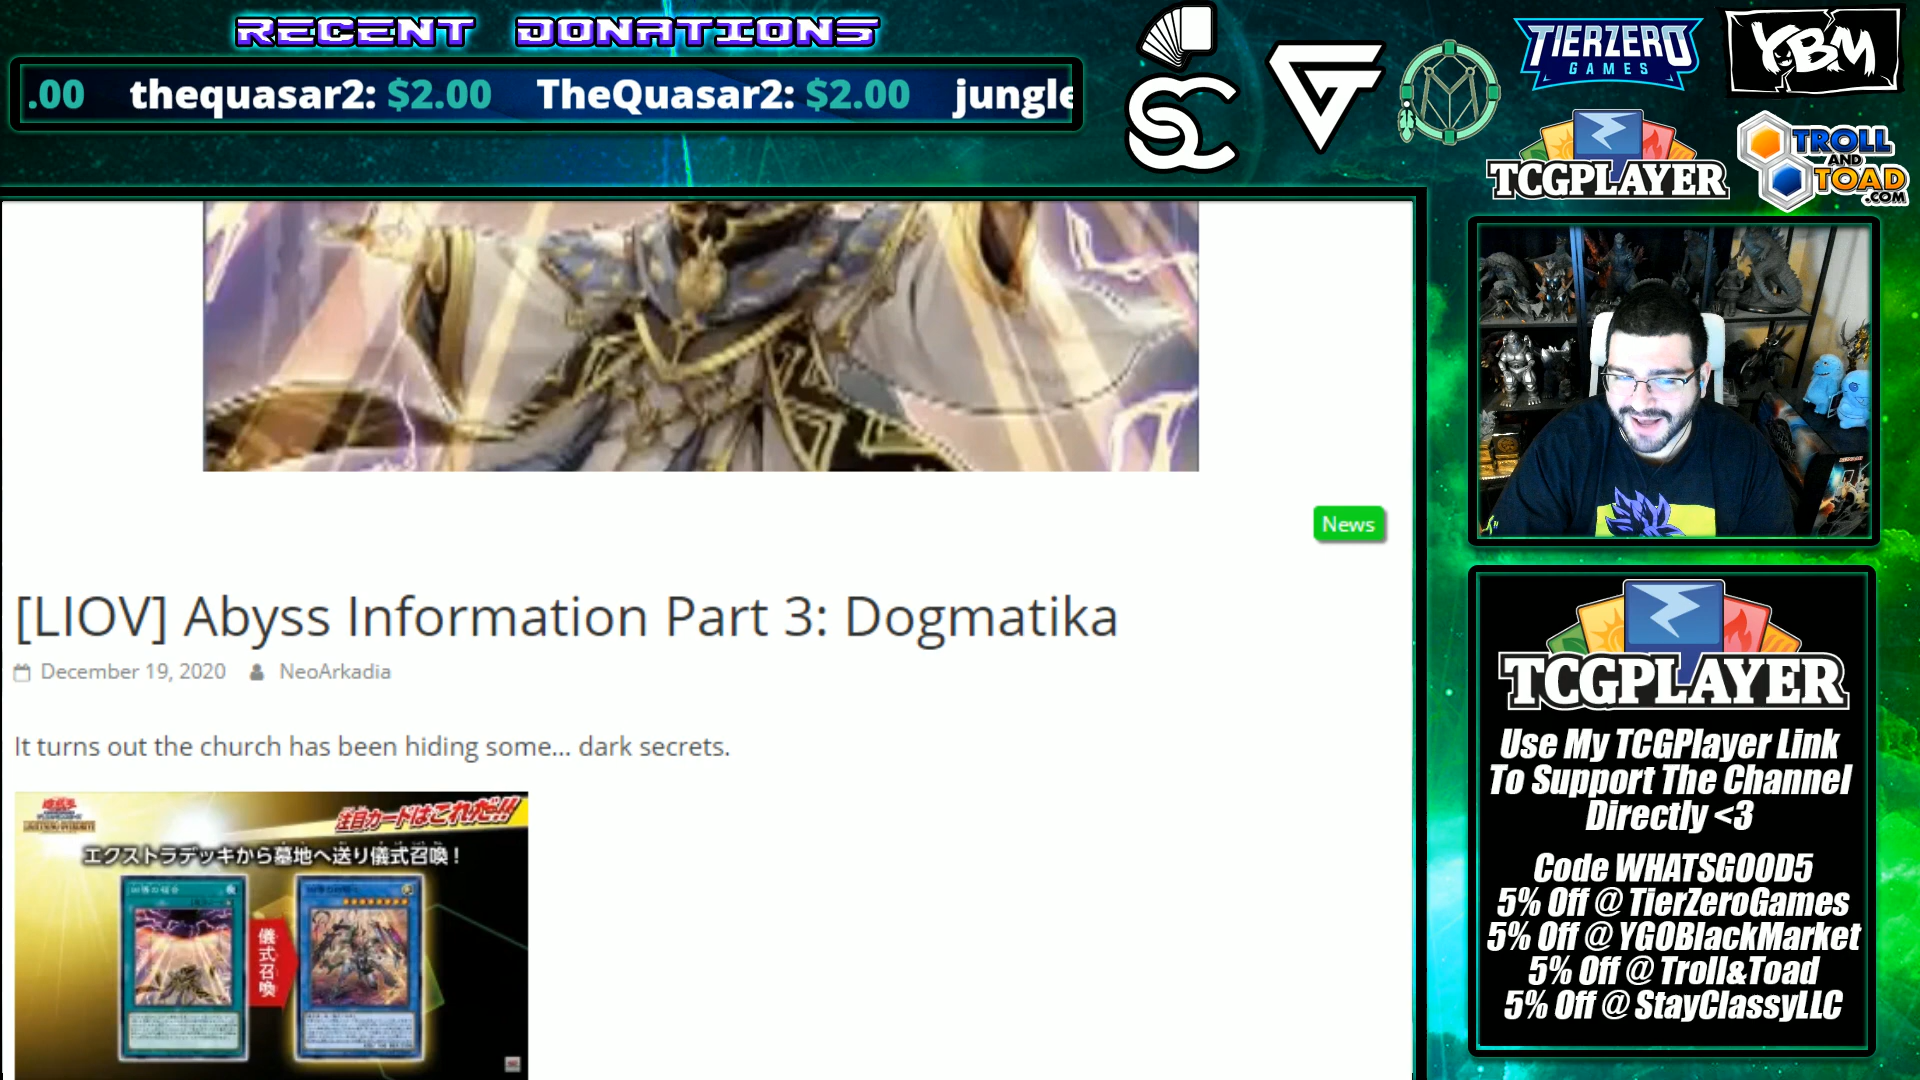 RECENT DONATIONS
.00 thequasar2: $2.00 TheQuasar2: $2.00 jungle
SC
TIERZERO
GAMES
YBM
TCGPLAYER
TROLL
AND
TOAD
.COM
News
[LIOV] Abyss Information Part 3: Dogmatika
December 19, 2020 NeoArkadia
It turns out the church has been hiding some... dark secrets.
遊戯王
注目カードはこれだ!!
エクストラデッキから墓地へ送り儀式召喚！
儀式召喚
TCGPLAYER
Use My TCGPlayer Link
To Support The Channel
Directly <3
Code WHATSGOOD5
5% Off @ TierZeroGames
5% Off @ YGOBlackMarket
5% Off @ Troll&Toad
5% Off @ StayClassyLLC